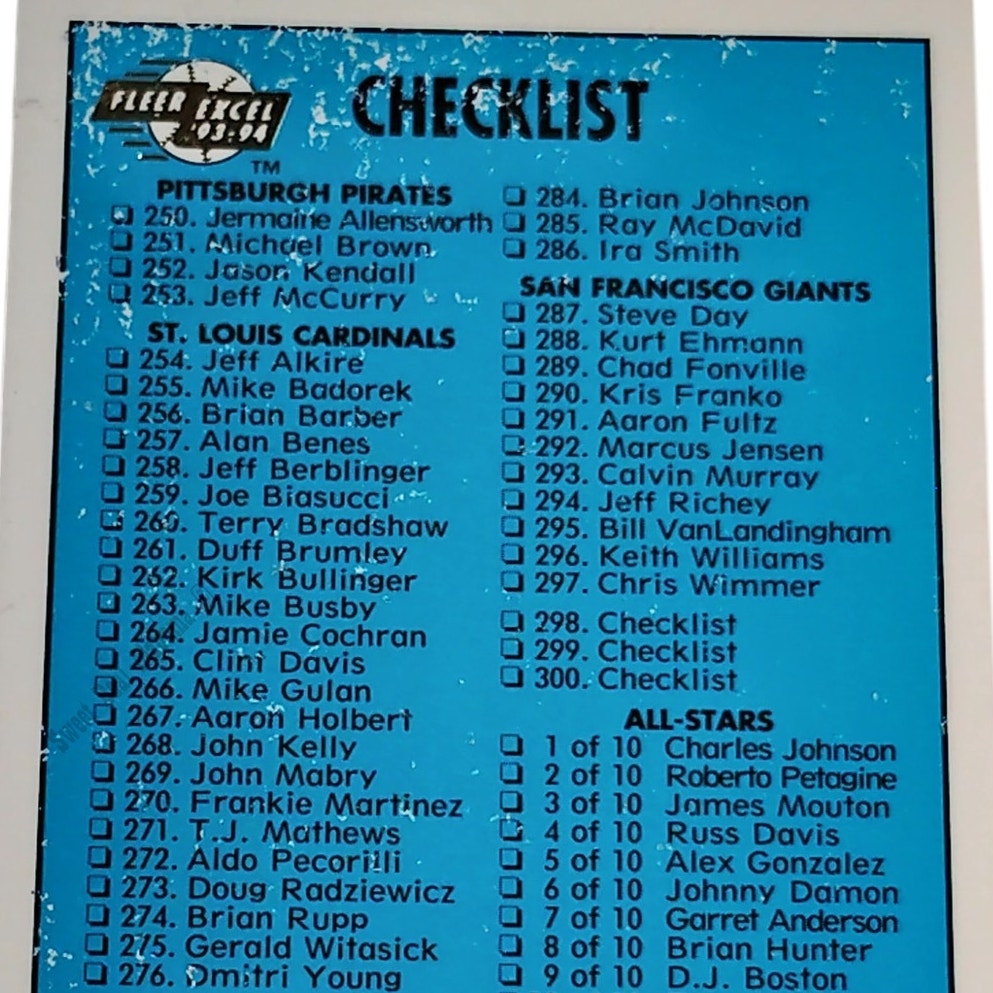 FLEER EXCEL
'93-94
TM
CHECKLIST
PITTSBURGH PIRATES
250. Jermaine Allensworth
251. Michael Brown
252. Jason Kendall
253. Jeff McCurry
ST. LOUIS CARDINALS
254. Jeff Alkire
255. Mike Badorek
256. Brian Barber
257. Alan Benes
258. Jeff Berblinger
259. Joe Biasucci
260. Terry Bradshaw
261. Duff Brumley
262. Kirk Bullinger
263. Mike Busby
264. Jamie Cochran
265. Clint Davis
266. Mike Gulan
267. Aaron Holbert
268. John Kelly
269. John Mabry
270. Frankie Martinez
271. T.J. Mathews
272. Aldo Pecorilli
273. Doug Radziewicz
274. Brian Rupp
275. Gerald Witasick
276. Dmitri Young
284. Brian Johnson
285. Ray McDavid
286. Ira Smith
SAN FRANCISCO GIANTS
287. Steve Day
288. Kurt Ehmann
289. Chad Fonville
290. Kris Franko
291. Aaron Fultz
292. Marcus Jensen
293. Calvin Murray
294. Jeff Richey
295. Bill VanLandingham
296. Keith Williams
297. Chris Wimmer
298. Checklist
299. Checklist
300. Checklist
ALL-STARS
1 of 10 Charles Johnson
2 of 10 Roberto Petagine
3 of 10 James Mouton
4 of 10 Russ Davis
5 of 10 Alex Gonzalez
6 of 10 Johnny Damon
7 of 10 Garret Anderson
8 of 10 Brian Hunter
9 of 10 D.J. Boston